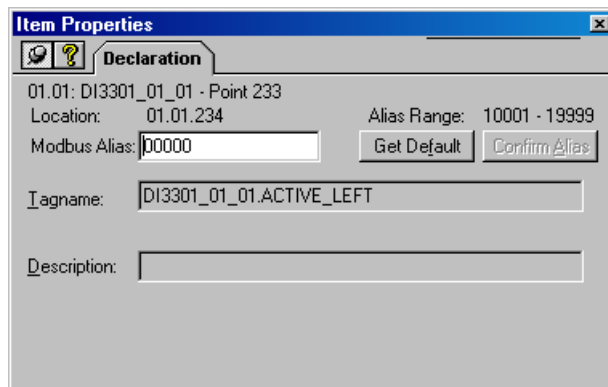 Item Properties
Declaration
01.01: DI3301_01_01 - Point 233
Location: 01.01.234 Alias Range: 10001 - 19999
Modbus Alias: 00000 Get Default Confirm Alias
Tagname: DI3301_01_01.ACTIVE_LEFT
Description: